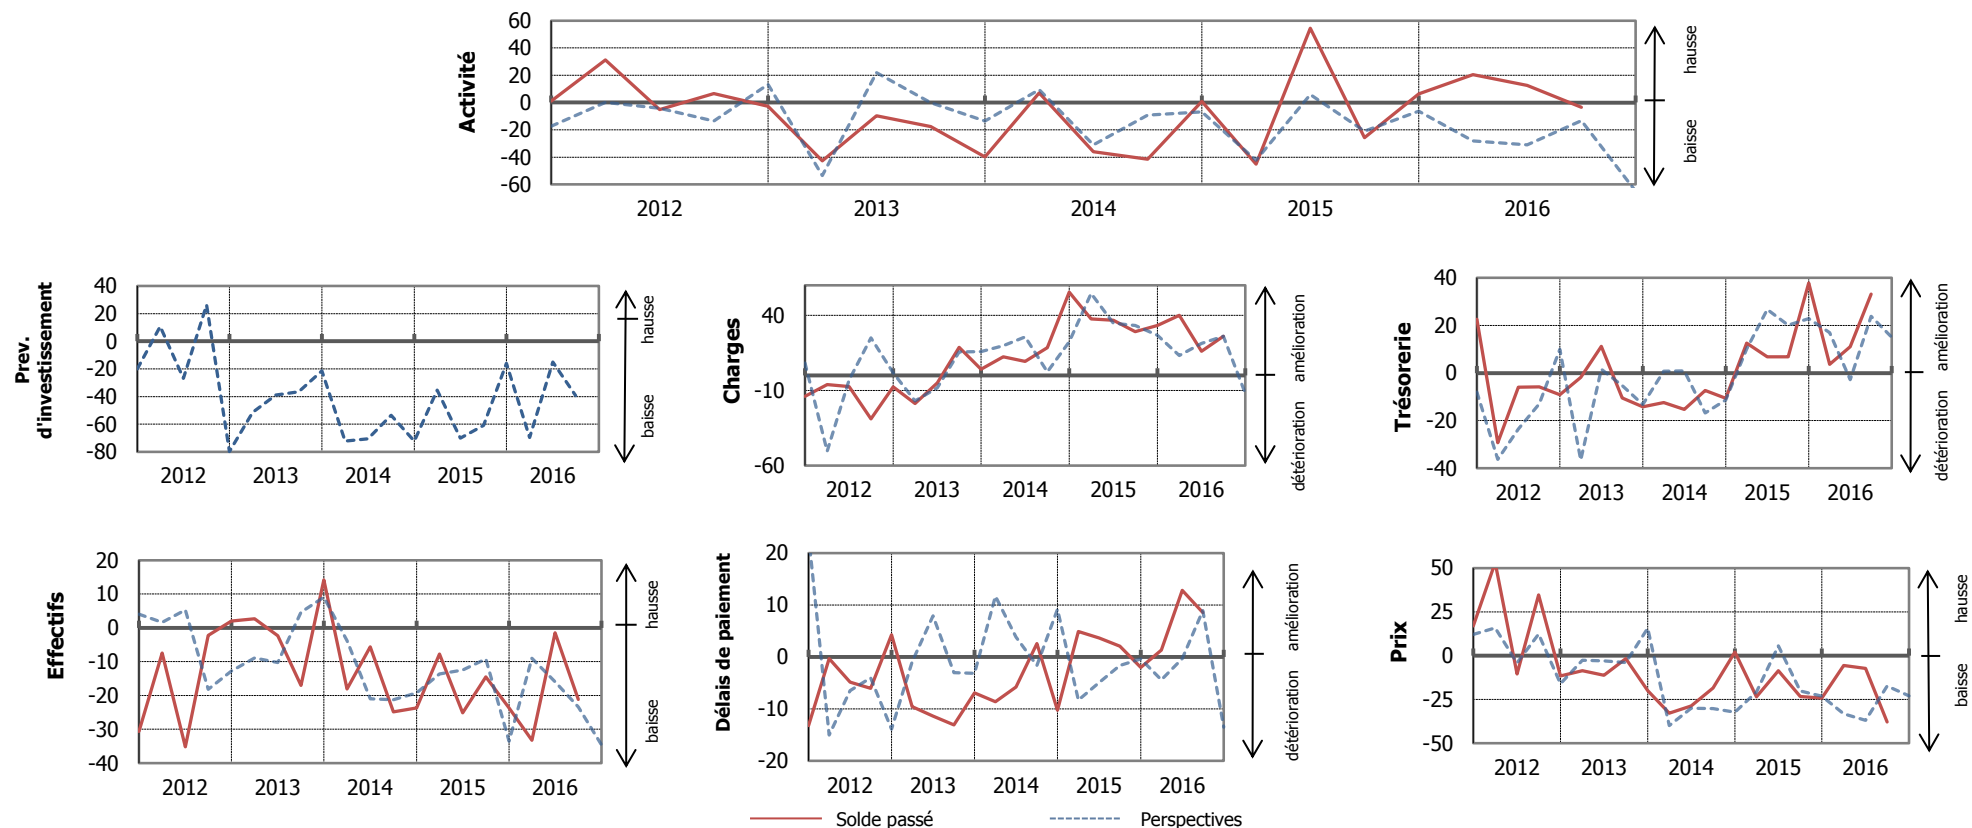 Activité
60
40
20
0
-20
-40
-60
2012 2013 2014 2015 2016
hausse
baisse
Prev.
d'investissement
40
20
0
-20
-40
-60
-80
2012 2013 2014 2015 2016
hausse
baisse
Charges
40
-10
-60
2012 2013 2014 2015 2016
amélioration
détérioration
Trésorerie
40
20
0
-20
-40
2012 2013 2014 2015 2016
amélioration
détérioration
Effectifs
20
10
0
-10
-20
-30
-40
2012 2013 2014 2015 2016
hausse
baisse
Délais de paiement
20
10
0
-10
-20
2012 2013 2014 2015 2016
amélioration
détérioration
Prix
50
25
0
-25
-50
2012 2013 2014 2015 2016
hausse
baisse
Solde passé Perspectives